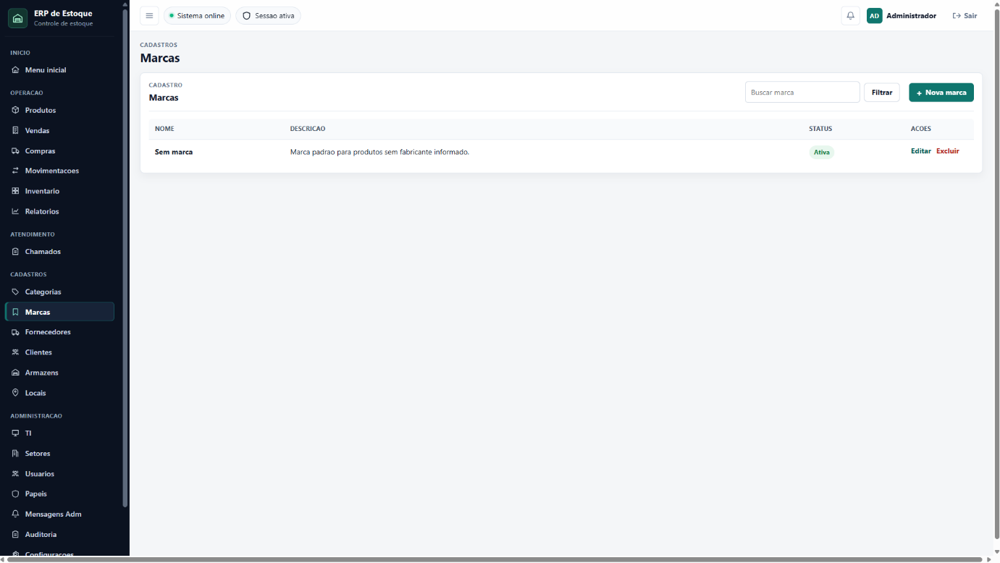 ERP de Estoque
Controle de estoque
INICIO
Menu inicial
OPERACAO
Produtos
Vendas
Compras
Movimentacoes
Inventario
Relatorios
ATENDIMENTO
Chamados
CADASTROS
Categorias
Marcas
Fornecedores
Clientes
Armazens
Locais
ADMINISTRACAO
TI
Setores
Usuarios
Papeis
Mensagens Adm
Auditoria
Configuracoes
Sistema online
Sessao ativa
AD Administrador
Sair
CADASTROS
Marcas
CADASTRO
Marcas
Buscar marca
Filtrar
+ Nova marca
NOME DESCRICAO STATUS ACOES
Sem marca Marca padrao para produtos sem fabricante informado. Ativa Editar Excluir